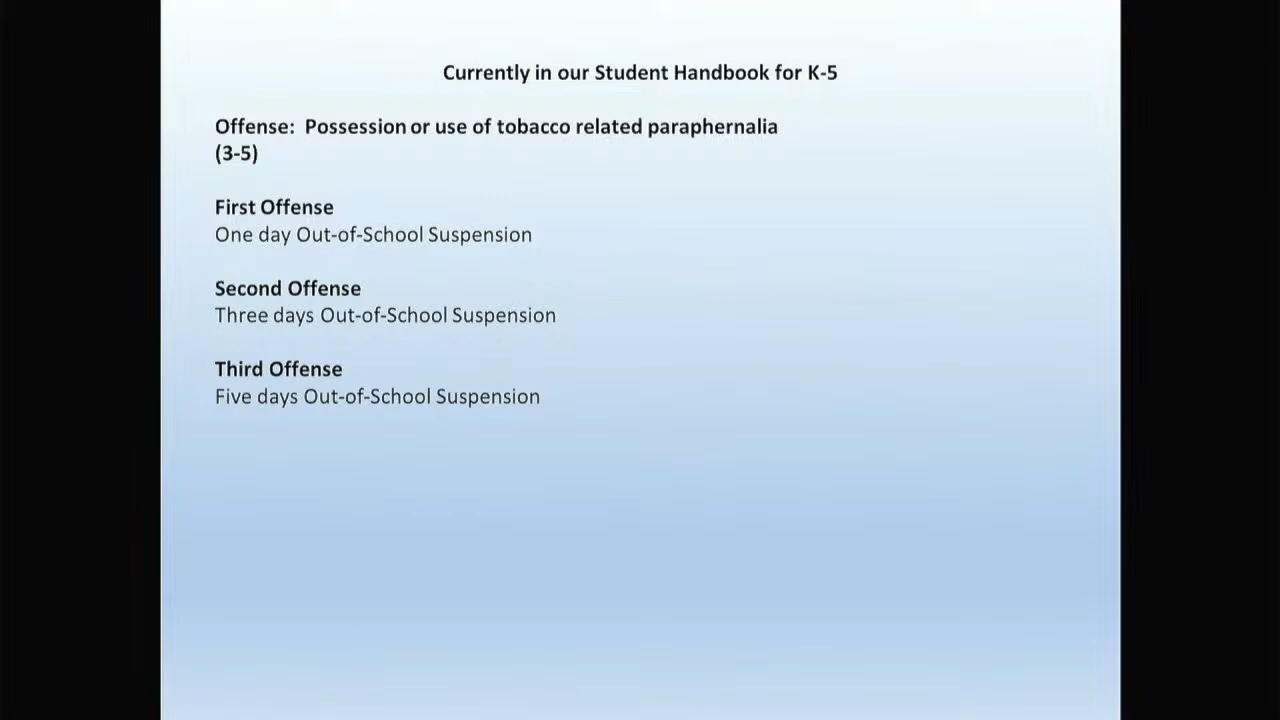 Currently in our Student Handbook for K-5
Offense: Possession or use of tobacco related paraphernalia
(3-5)
First Offense
One day Out-of-School Suspension
Second Offense
Three days Out-of-School Suspension
Third Offense
Five days Out-of-School Suspension